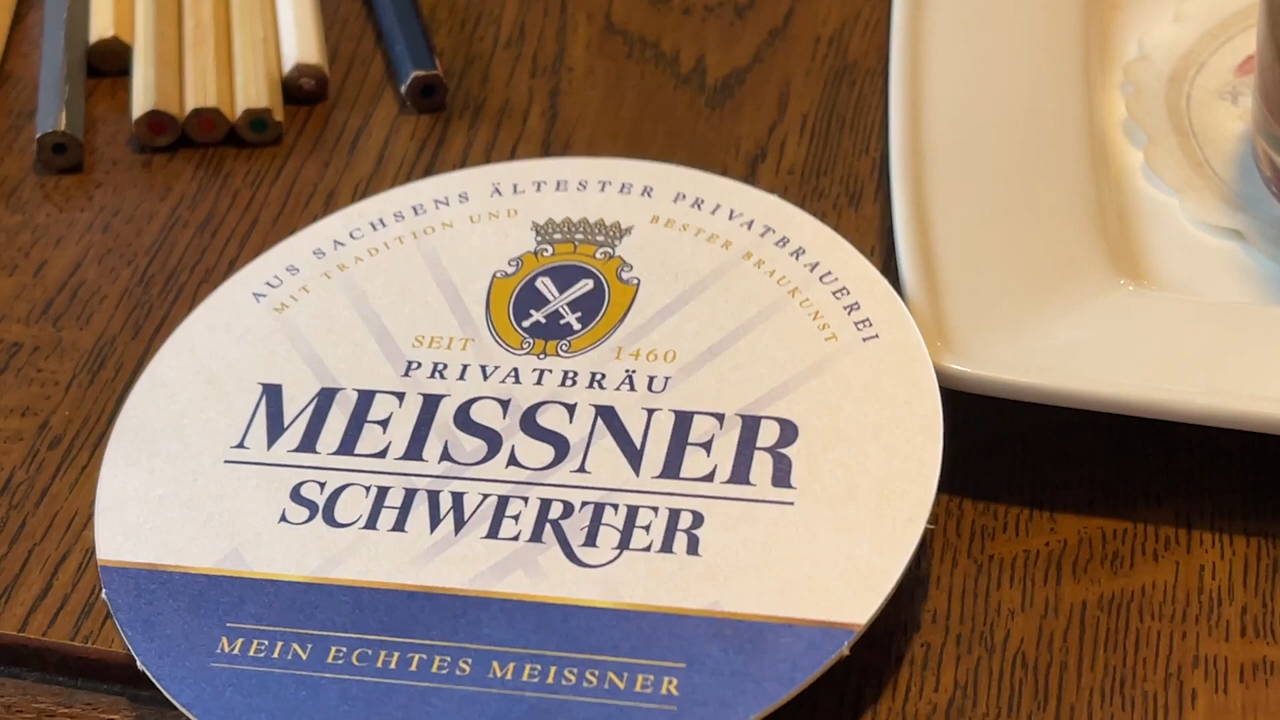 AUS SACHSENS ÄLTESTER PRIVATBRAUEREI
MIT TRADITION UND BESTER BRAUKUNST
SEIT 1460
PRIVATBRÄU
MEISSNER
SCHWERTER
MEIN ECHTES MEISSNER